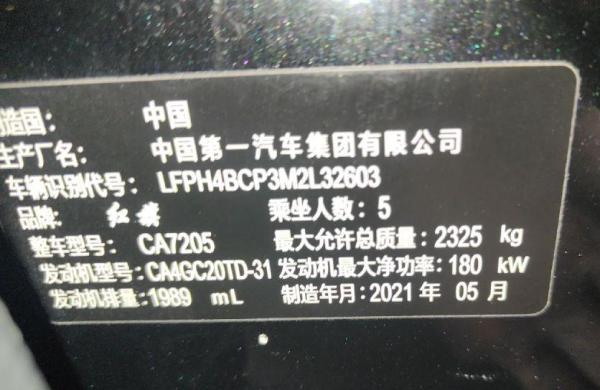 制造国: 中国
生产厂名: 中国第一汽车集团有限公司
车辆识别代号: LFPH4BCP3M2L32603
品牌: 红旗 乘坐人数: 5
整车型号: CA7205 最大允许总质量: 2325 kg
发动机型号: CA4GC20TD-31 发动机最大净功率: 180 kW
发动机排量: 1989 mL 制造年月: 2021 年 05 月